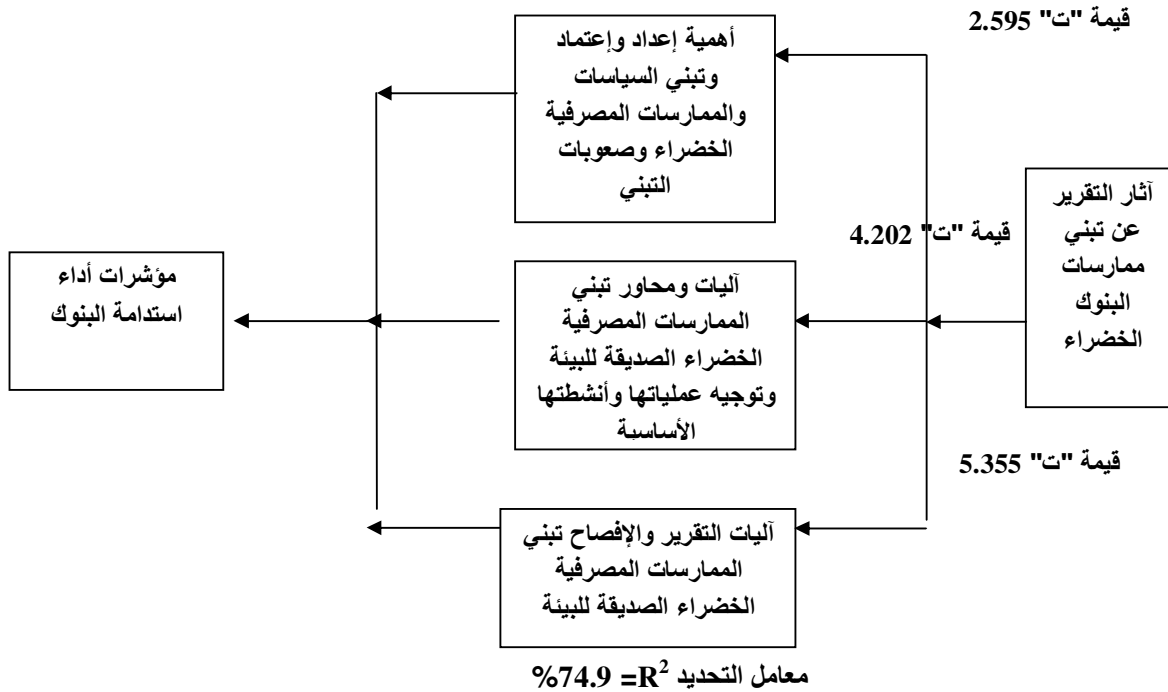 قيمة "ت" 2.595
أهمية إعداد وإعتماد
وتبني السياسات
والممارسات المصرفية
الخضراء وصعوبات
التبني
آثار التقرير
عن تبني
ممارسات
البنوك
الخضراء
قيمة "ت" 4.202
آليات ومحاور تبني
الممارسات المصرفية
الخضراء الصديقة للبيئة
وتوجيه عملياتها وأنشطتها
الأساسية
مؤشرات أداء
استدامة البنوك
قيمة "ت" 5.355
آليات التقرير والإفصاح تبني
الممارسات المصرفية
الخضراء الصديقة للبيئة
معامل التحديد R²= 74.9%